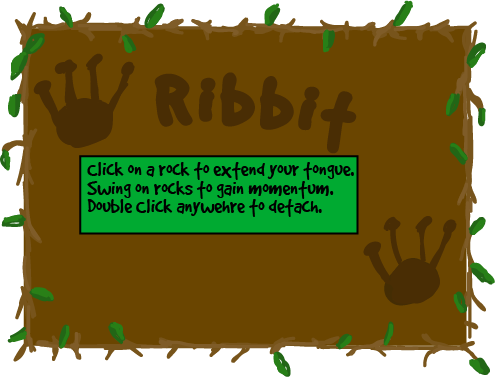 Ribbit
Click on a rock to extend your tongue.
Swing on rocks to gain momentum.
Double Click anywehre to detach.